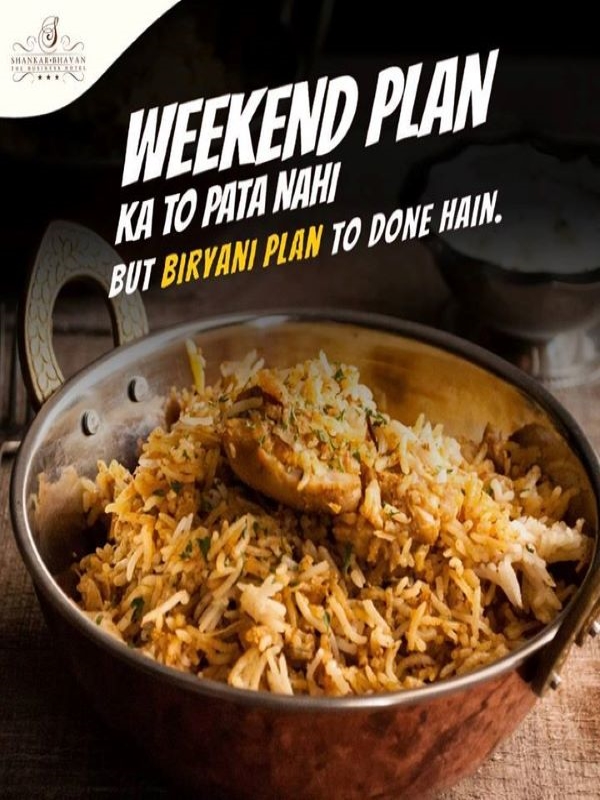 S
SHANKAR•BHAVAN
THE BUSINESS HOTEL
WEEKEND PLAN
KA TO PATA NAHI
BUT BIRYANI PLAN TO DONE HAIN.